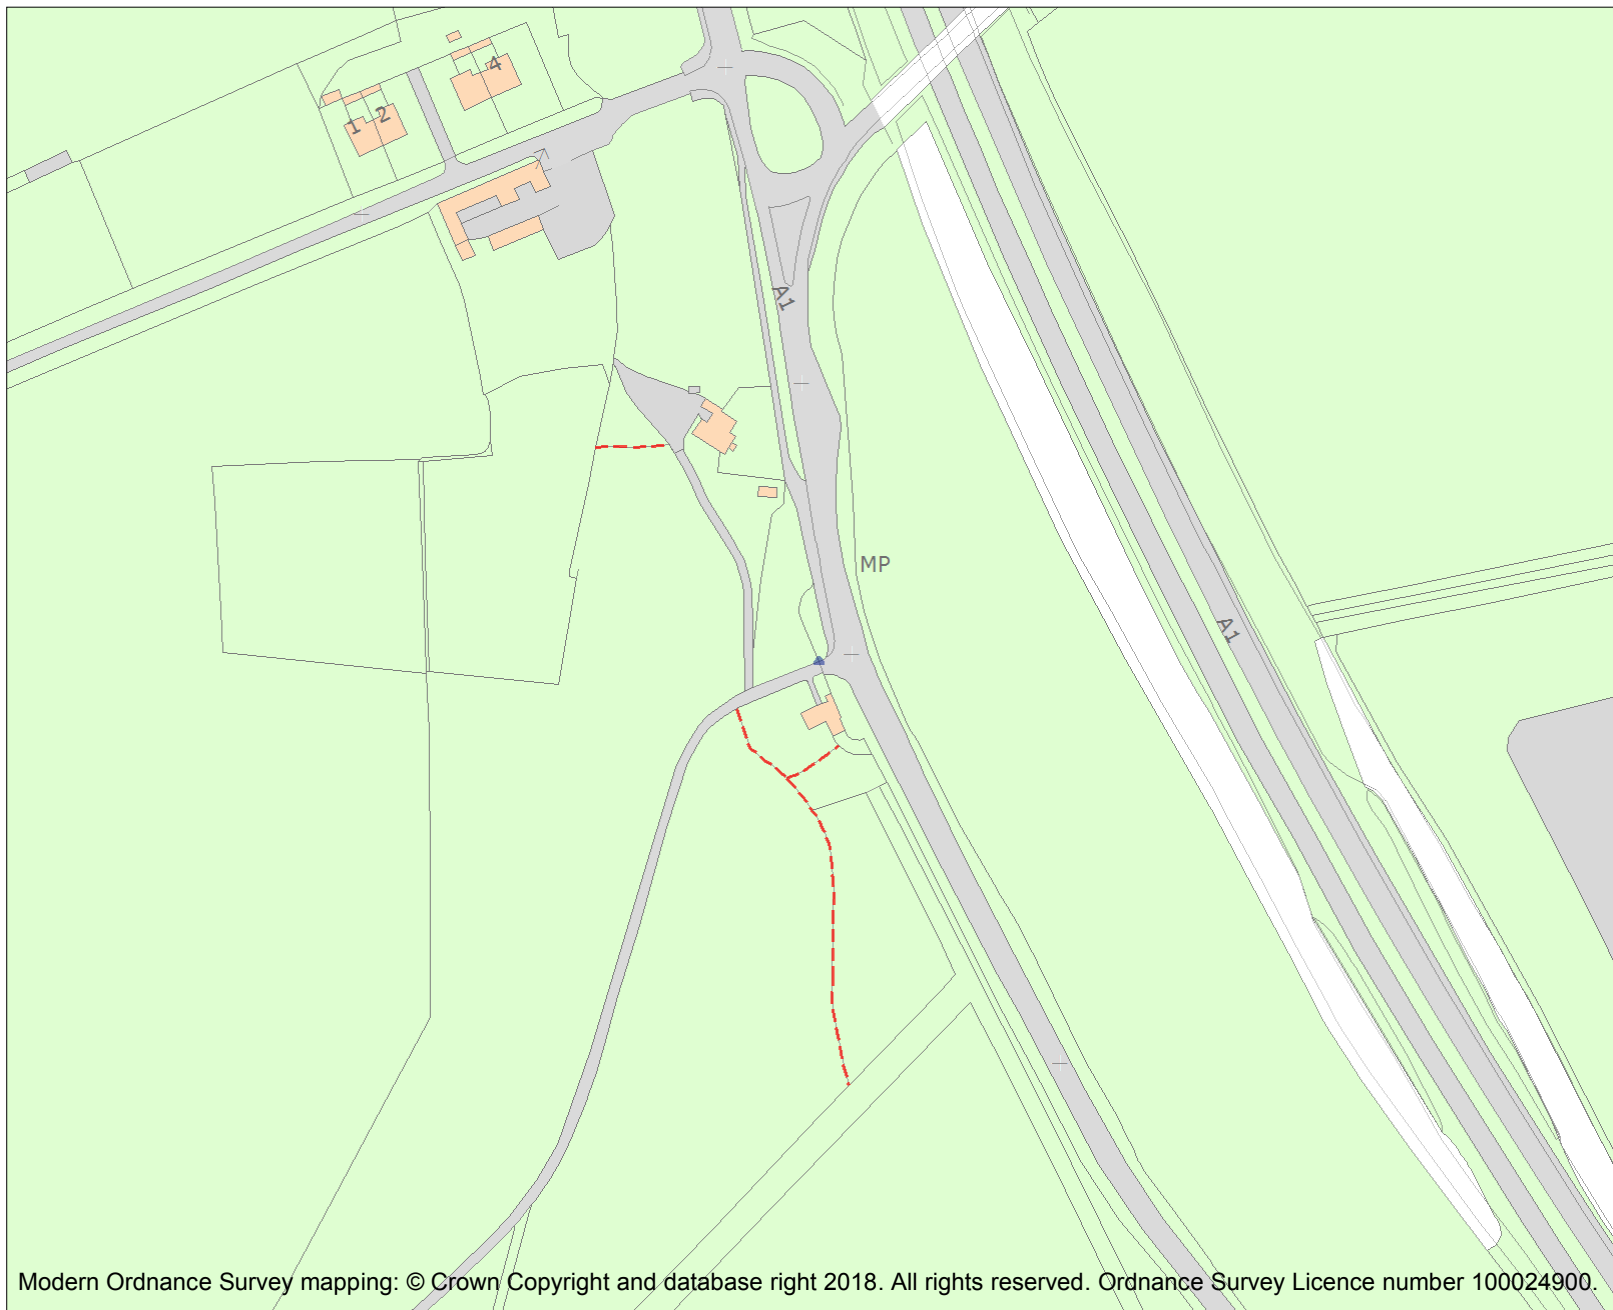 4
1 2
A1
MP
A1
Modern Ordnance Survey mapping: © Crown Copyright and database right 2018. All rights reserved. Ordnance Survey Licence number 100024900.